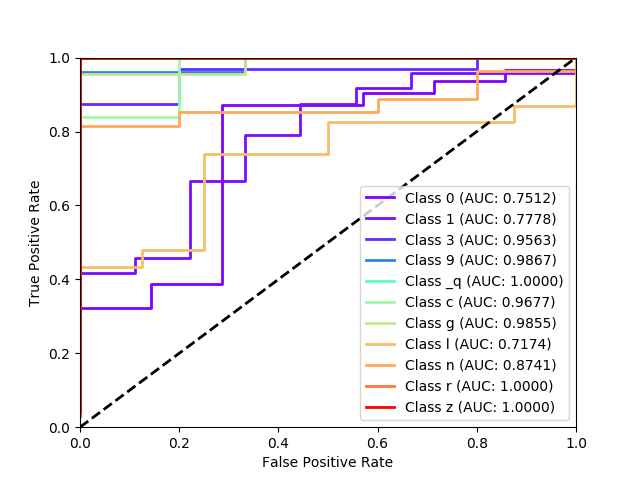 1.0
0.8
0.6
0.4
0.2
0.0
True Positive Rate
Class 0 (AUC: 0.7512)
Class 1 (AUC: 0.7778)
Class 3 (AUC: 0.9563)
Class 9 (AUC: 0.9867)
Class _q (AUC: 1.0000)
Class c (AUC: 0.9677)
Class g (AUC: 0.9855)
Class l (AUC: 0.7174)
Class n (AUC: 0.8741)
Class r (AUC: 1.0000)
Class z (AUC: 1.0000)
0.0 0.2 0.4 0.6 0.8 1.0
False Positive Rate